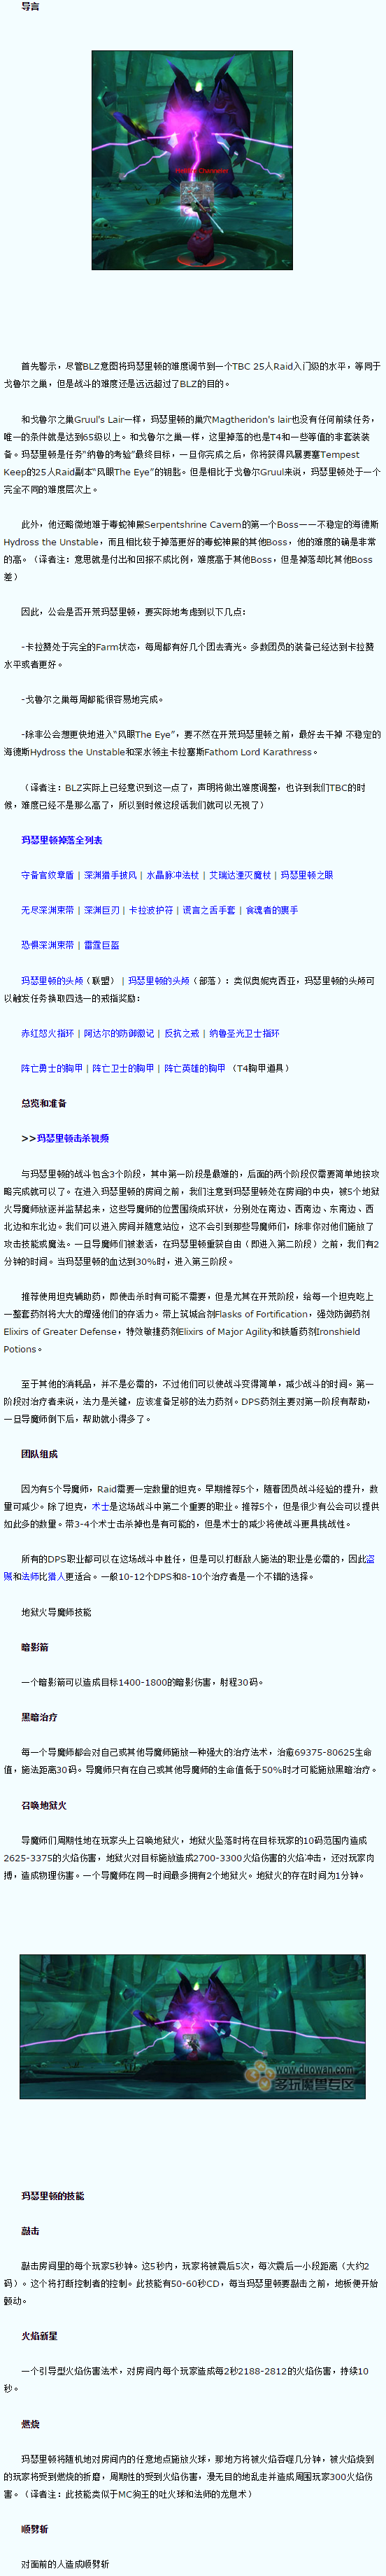 导言
Hellfire Channeler
首先警示，尽管BLZ意图将玛瑟里顿的难度调节到一个TBC 25人Raid入门级的水平，等同于
戈鲁尔之巢，但是战斗的难度还是远远超过了BLZ的目的。
和戈鲁尔之巢Gruul's Lair一样，玛瑟里顿的巢穴Magtheridon's lair也没有任何前续任务，
唯一的条件就是达到65级以上。和戈鲁尔之巢一样，这里掉落的也是T4和一些等值的非套装装
备。玛瑟里顿是任务“纳鲁的考验”最终目标，一旦你完成之后，你将获得风暴要塞Tempest
Keep的25人Raid副本“风眼The Eye”的钥匙。但是相比于戈鲁尔Gruul来说，玛瑟里顿处于一个
完全不同的难度层次上。
此外，他还略微地难于毒蛇神殿Serpentshrine Cavern的第一个Boss——不稳定的海德斯
Hydross the Unstable，而且相比较于掉落更好的毒蛇神殿的其他Boss，他的难度的确是非常
的高。（译者注：意思就是付出和回报不成比例，难度高于其他Boss，但是掉落却比其他Boss
差）
因此，公会是否开荒玛瑟里顿，要实际地考虑到以下几点：
-卡拉赞处于完全的Farm状态，每周都有好几个团去清光。多数团员的装备已经达到卡拉赞
水平或者更好。
-戈鲁尔之巢每周都能很容易地完成。
-除非公会想更快地进入“风眼The Eye”，要不然在开荒玛瑟里顿之前，最好去干掉 不稳定的
海德斯Hydross the Unstable和深水领主卡拉塞斯Fathom Lord Karathress。
（译者注：BLZ实际上已经意识到这一点了，声明将做出难度调整，也许到我们TBC的时
候，难度已经不是那么高了，所以到时候这段话我们就可以无视了）
玛瑟里顿掉落全列表
守备官纹章盾 | 深渊猎手披风 | 水晶脉冲法杖 | 艾瑞达湮灭魔杖 | 玛瑟里顿之眼
无尽深渊束带 | 深渊巨刃 | 卡拉波护符 | 谎言之舌手套 | 食魂者的裹手
恐惧深渊束带 | 雷霆巨盔
玛瑟里顿的头颅（联盟） | 玛瑟里顿的头颅（部落）：类似奥妮克西亚，玛瑟里顿的头颅可
以触发任务换取四选一的戒指奖励：
赤红怒火指环 | 阿达尔的防御徽记 | 反抗之戒 | 纳鲁圣光卫士指环
阵亡勇士的胸甲 | 阵亡卫士的胸甲 | 阵亡英雄的胸甲 （T4胸甲道具）
总览和准备
>>玛瑟里顿击杀视频
与玛瑟里顿的战斗包含3个阶段，其中第一阶段是最难的，后面的两个阶段仅需要简单地按攻
略完成就可以了。在进入玛瑟里顿的房间之前，我们注意到玛瑟里顿处在房间的中央，被5个地狱
火导魔师放逐并监禁起来，这些导魔师的位置围绕成环状，分别处在南边、西南边、东南边、西
北边和东北边。我们可以进入房间并随意站位，这不会引到那些导魔师们，除非你对他们施放了
攻击技能或魔法。一旦导魔师们被激活，在玛瑟里顿重获自由（即进入第二阶段）之前，我们有2
分钟的时间。当玛瑟里顿的血达到30%时，进入第三阶段。
推荐使用坦克辅助药，即使击杀时有可能不需要，但是尤其在开荒阶段，给每一个坦克吃上
一整套药剂将大大的增强他们的存活力。带上筑城合剂Flasks of Fortification，强效防御药剂
Elixirs of Greater Defense，特效敏捷药剂Elixirs of Major Agility和铁盾药剂Ironshield
Potions。
至于其他的消耗品，并不是必需的，不过他们可以使战斗变得简单，减少战斗的时间。第一
阶段对治疗者来说，法力是关键，应该准备足够的法力药剂。DPS药剂主要对第一阶段有帮助，
一旦导魔师倒下后，帮助就小得多了。
团队组成
因为有5个导魔师，Raid需要一定数量的坦克。早期推荐5个，随着团员战斗经验的提升，数
量可减少。除了坦克，术士是这场战斗中第二个重要的职业。推荐5个，但是很少有公会可以提供
如此多的数量。带3-4个术士击杀掉也是有可能的，但是术士的减少将使战斗更具挑战性。
所有的DPS职业都可以在这场战斗中胜任，但是可以打断敌人施法的职业是必需的，因此盗
贼和法师比猎人更适合。一般10-12个DPS和8-10个治疗者是一个不错的选择。
地狱火导魔师技能
暗影箭
一个暗影箭可以造成目标1400-1800的暗影伤害，射程30码。
黑暗治疗
每一个导魔师都会对自己或其他导魔师施放一种强大的治疗法术，治愈69375-80625生命
值，施法距离30码。导魔师只有在自己或其他导魔师的生命值低于50%时才可能施放黑暗治疗。
召唤地狱火
导魔师们周期性地在玩家头上召唤地狱火，地狱火坠落时将在目标玩家的10码范围内造成
2625-3375的火焰伤害，地狱火对目标施放造成2700-3300火焰伤害的火焰冲击，还对玩家肉
搏，造成物理伤害。一个导魔师在同一时间最多拥有2个地狱火。地狱火的存在时间为1分钟。
wow.duowan.com
多玩魔兽专区
玛瑟里顿的技能
敲击
敲击房间里的每个玩家5秒钟。这5秒内，玩家将被震后5次，每次震后一小段距离（大约2
码）。这个将打断控制者的控制。此技能有50-60秒CD，每当玛瑟里顿要敲击之前，地板便开始
颤动。
火焰新星
一个引导型火焰伤害法术，对房间内每个玩家造成每2秒2188-2812的火焰伤害，持续10
秒。
燃烧
玛瑟里顿将随机地对房间内的任意地点施放火球，那地方将被火焰吞噬几分钟，被火焰烧到
的玩家将受到燃烧的折磨，周期性的受到火焰伤害，漫无目的地乱走并造成周围玩家300火焰伤
害。（译者注：此技能类似于MC狗王的吐火球和法师的龙息术）
顺劈斩
对面前的人造成顺劈斩